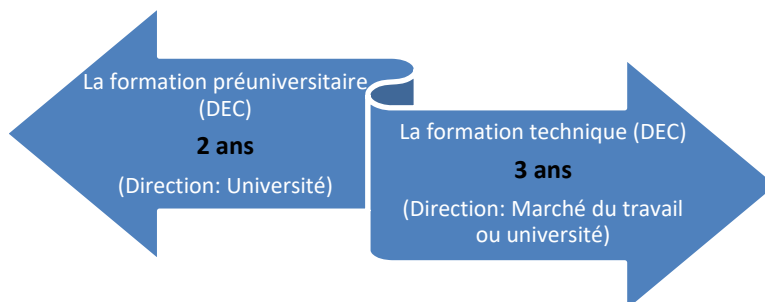 La formation préuniversitaire
(DEC)
2 ans
(Direction: Université)
La formation technique (DEC)
3 ans
(Direction: Marché du travail
ou université)